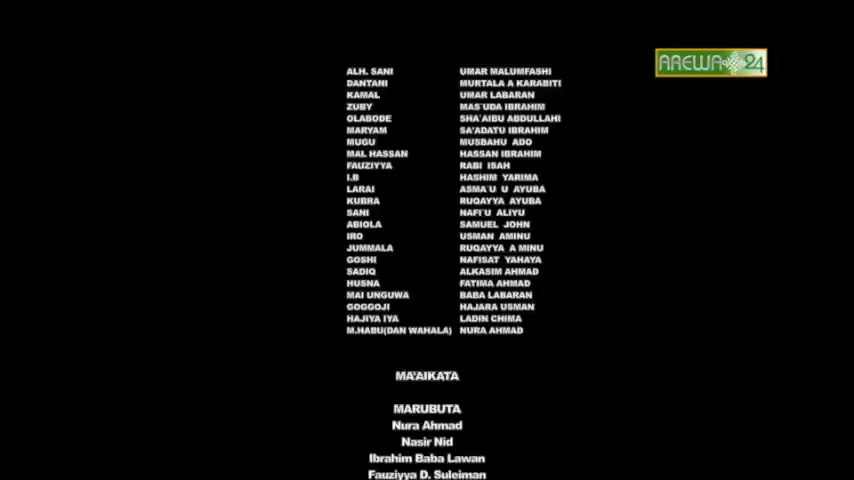 AREWA 24
ALH. SANI UMAR MALUMFASHI
DANTANI MURTALA A KARABITI
KAMAL UMAR LABARAN
ZUBY MAS'UDA IBRAHIM
OLABODE SHA'AIBU ABDULLAHI
MARYAM SA'ADATU IBRAHIM
MUGU MUSBAHU ADO
MAL HASSAN HASSAN IBRAHIM
FAUZIYYA RABI ISAH
I.B HASHIM YARIMA
LARAI ASMA'U U AYUBA
KUBRA RUQAYYA AYUBA
SANI NAFI'U ALIYU
ABIOLA SAMUEL JOHN
IRO USMAN AMINU
JUMMALA RUQAYYA A MINU
GOSHI NAFISAT YAHAYA
SADIQ ALKASIM AHMAD
HUSNA FATIMA AHMAD
MAI UNGUWA BABA LABARAN
GOGGOJI HAJARA USMAN
HAJIYA IYA LADIN CHIMA
M.HABU(DAN WAHALA) NURA AHMAD
MA'AIKATA
MARUBUTA
Nura Ahmad
Nasir Nid
Ibrahim Baba Lawan
Fauziyya D. Suleiman